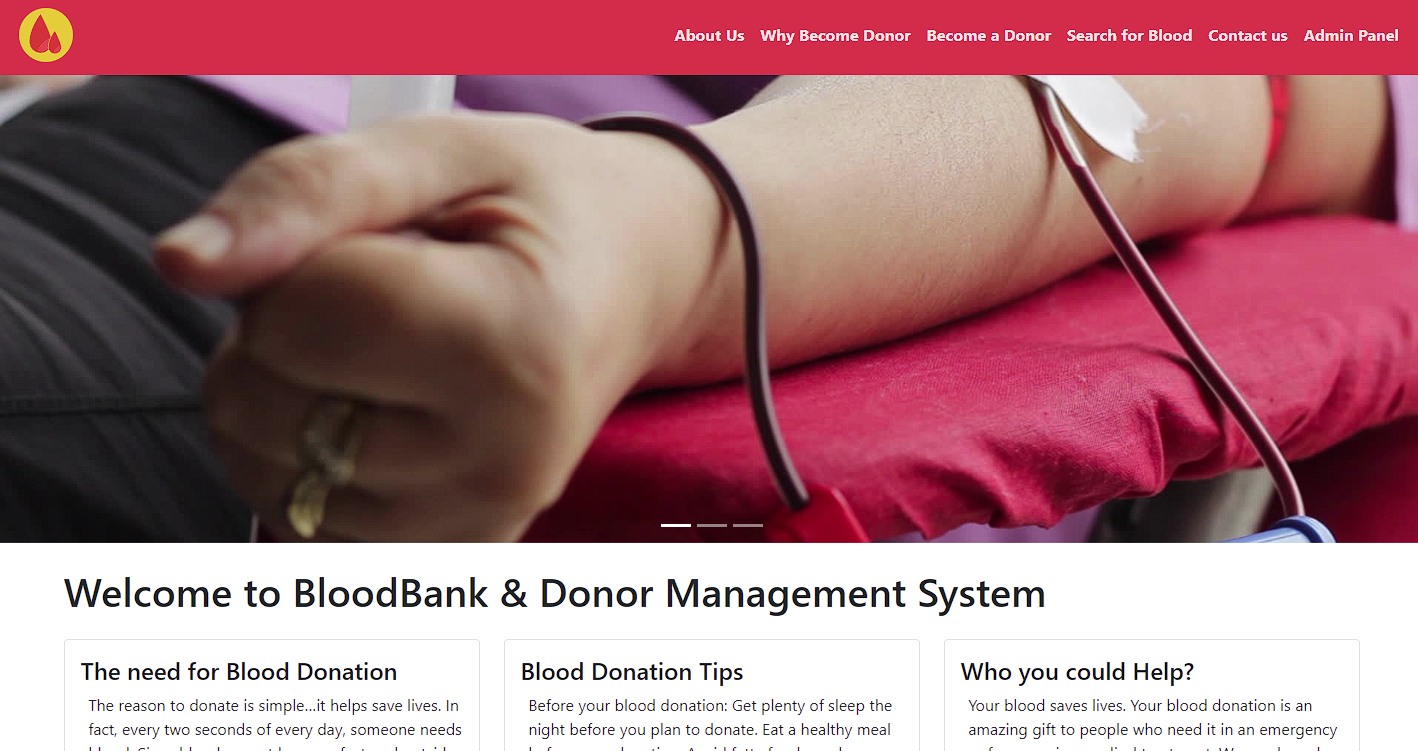 About Us Why Become Donor Become a Donor Search for Blood Contact us Admin Panel
Welcome to BloodBank & Donor Management System
The need for Blood Donation
The reason to donate is simple...it helps save lives. In
fact, every two seconds of every day, someone needs
Blood Donation Tips
Before your blood donation: Get plenty of sleep the
night before you plan to donate. Eat a healthy meal
Who you could Help?
Your blood saves lives. Your blood donation is an
amazing gift to people who need it in an emergency